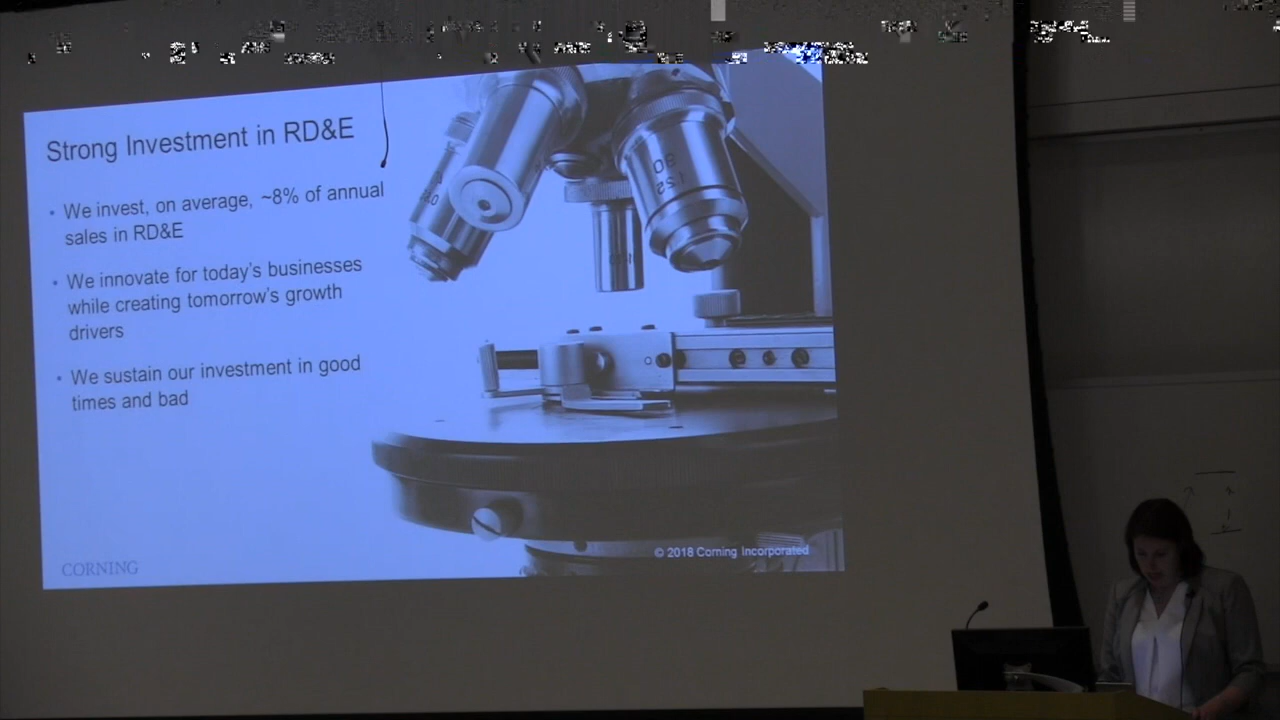 Strong Investment in RD&E
• We invest, on average, ~8% of annual
sales in RD&E
• We innovate for today's businesses
while creating tomorrow's growth
drivers
• We sustain our investment in good
times and bad
CORNING
© 2018 Corning Incorporated